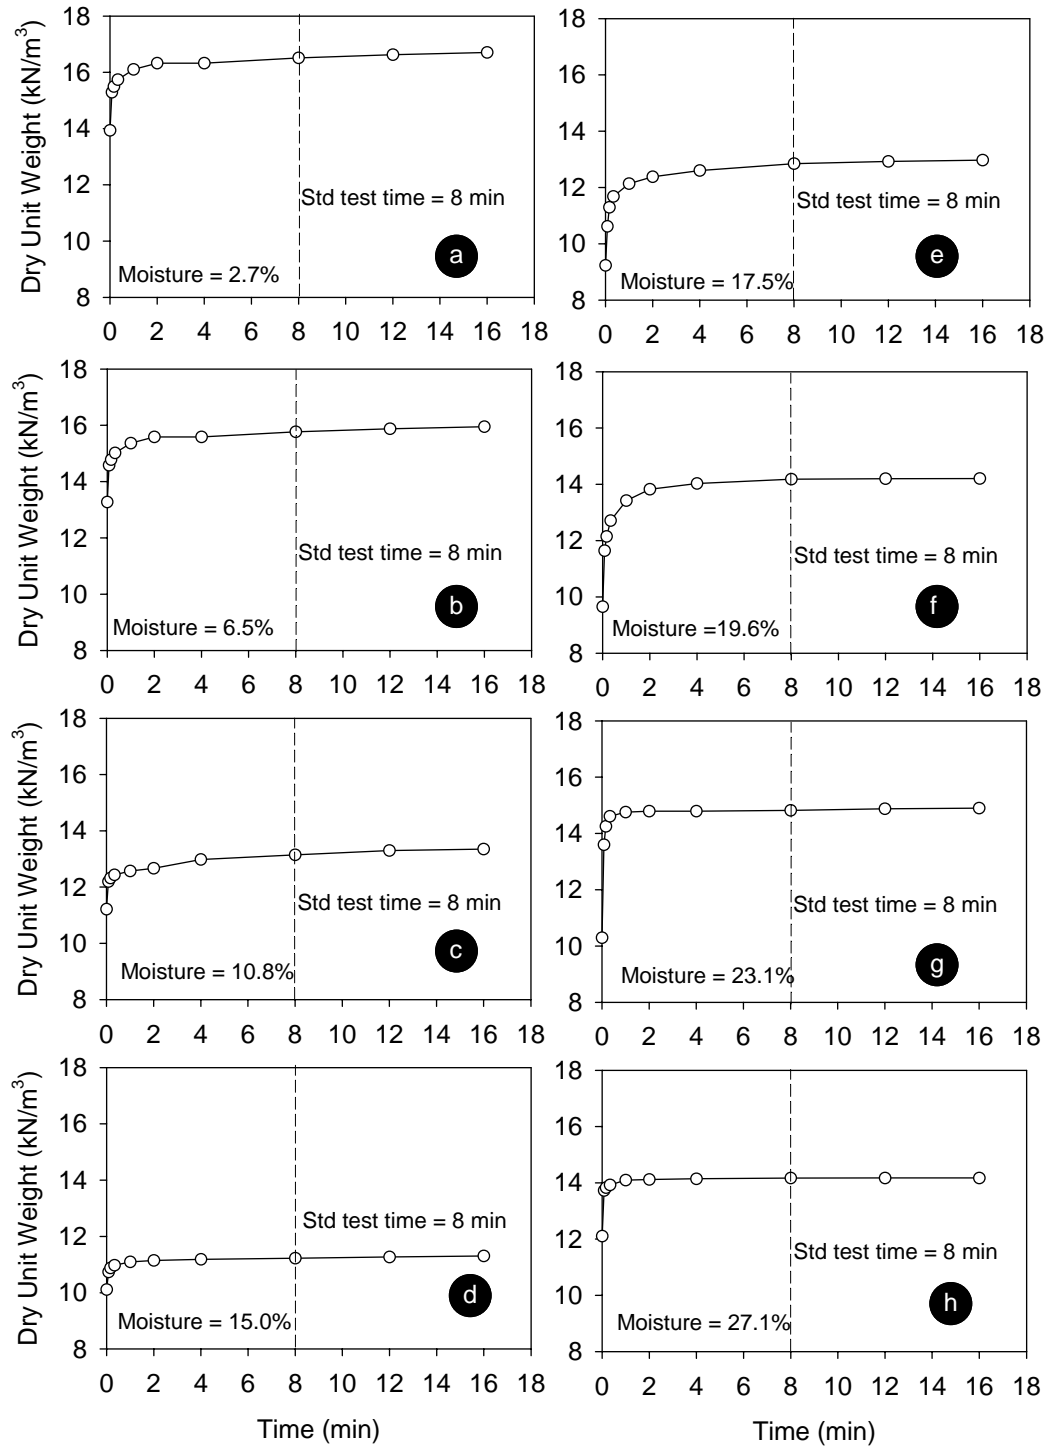 Dry Unit Weight (kN/m³)
18
16
14
12
10
8
Std test time = 8 min
a
Moisture = 2.7%
0 2 4 6 8 10 12 14 16 18
18
16
14
12
10
8
Std test time = 8 min
e
Moisture = 17.5%
0 2 4 6 8 10 12 14 16 18
Dry Unit Weight (kN/m³)
18
16
14
12
10
8
Std test time = 8 min
b
Moisture = 6.5%
0 2 4 6 8 10 12 14 16 18
18
16
14
12
10
8
Std test time = 8 min
f
Moisture =19.6%
0 2 4 6 8 10 12 14 16 18
Dry Unit Weight (kN/m³)
18
16
14
12
10
8
Std test time = 8 min
c
Moisture = 10.8%
0 2 4 6 8 10 12 14 16 18
18
16
14
12
10
8
Std test time = 8 min
g
Moisture = 23.1%
0 2 4 6 8 10 12 14 16 18
Dry Unit Weight (kN/m³)
18
16
14
12
10
8
Std test time = 8 min
d
Moisture = 15.0%
0 2 4 6 8 10 12 14 16 18
Time (min)
18
16
14
12
10
8
Std test time = 8 min
h
Moisture = 27.1%
0 2 4 6 8 10 12 14 16 18
Time (min)